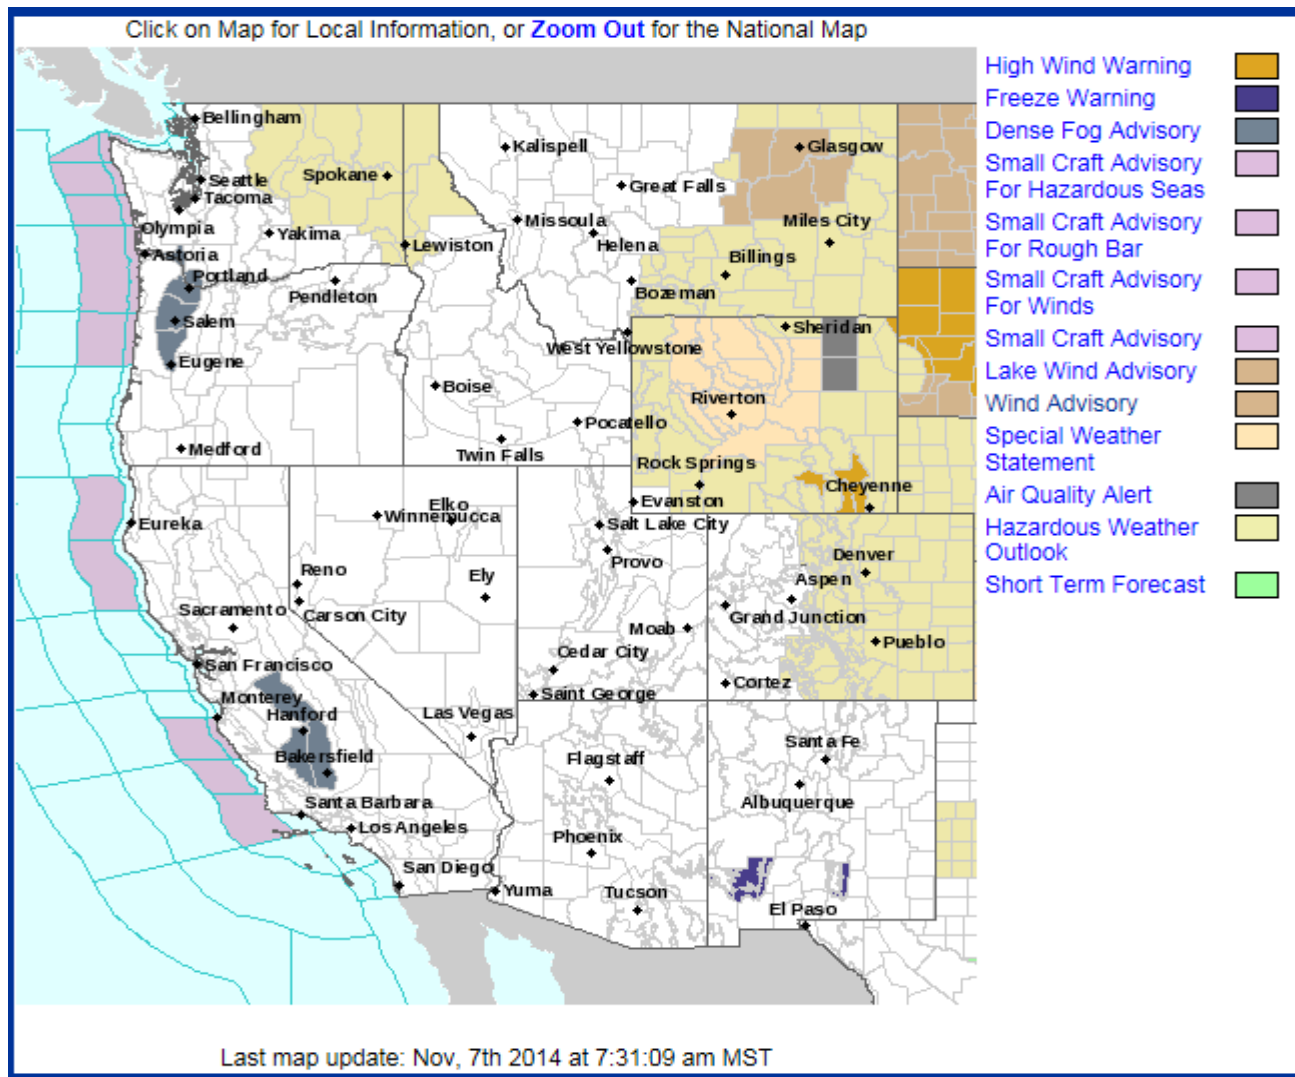 Click on Map for Local Information, or Zoom Out for the National Map
High Wind Warning
Freeze Warning
Dense Fog Advisory
Small Craft Advisory
For Hazardous Seas
Small Craft Advisory
For Rough Bar
Small Craft Advisory
For Winds
Small Craft Advisory
Lake Wind Advisory
Wind Advisory
Special Weather
Statement
Air Quality Alert
Hazardous Weather
Outlook
Short Term Forecast
Bellingham
Kalispell
Glasgow
Spokane
Seattle
Great Falls
Tacoma
Missoula
Miles City
Olympia
Yakima
Helena
Lewiston
Astoria
Billings
Portland
Pendleton
Bozeman
Salem
Sheridan
West Yellowstone
Eugene
Boise
Riverton
Pocatello
Medford
Twin Falls
Rock Springs
Cheyenne
Evanston
Elko
Winnemucca
Eureka
Salt Lake City
Denver
Provo
Reno
Ely
Aspen
Sacramento
Carson City
Grand Junction
Moab
Pueblo
Cedar City
San Francisco
Cortez
Saint George
Monterey
Hanford
Las Vegas
Santa Fe
Bakersfield
Flagstaff
Albuquerque
Santa Barbara
Los Angeles
Phoenix
San Diego
Yuma
Tucson
El Paso
Last map update: Nov, 7th 2014 at 7:31:09 am MST